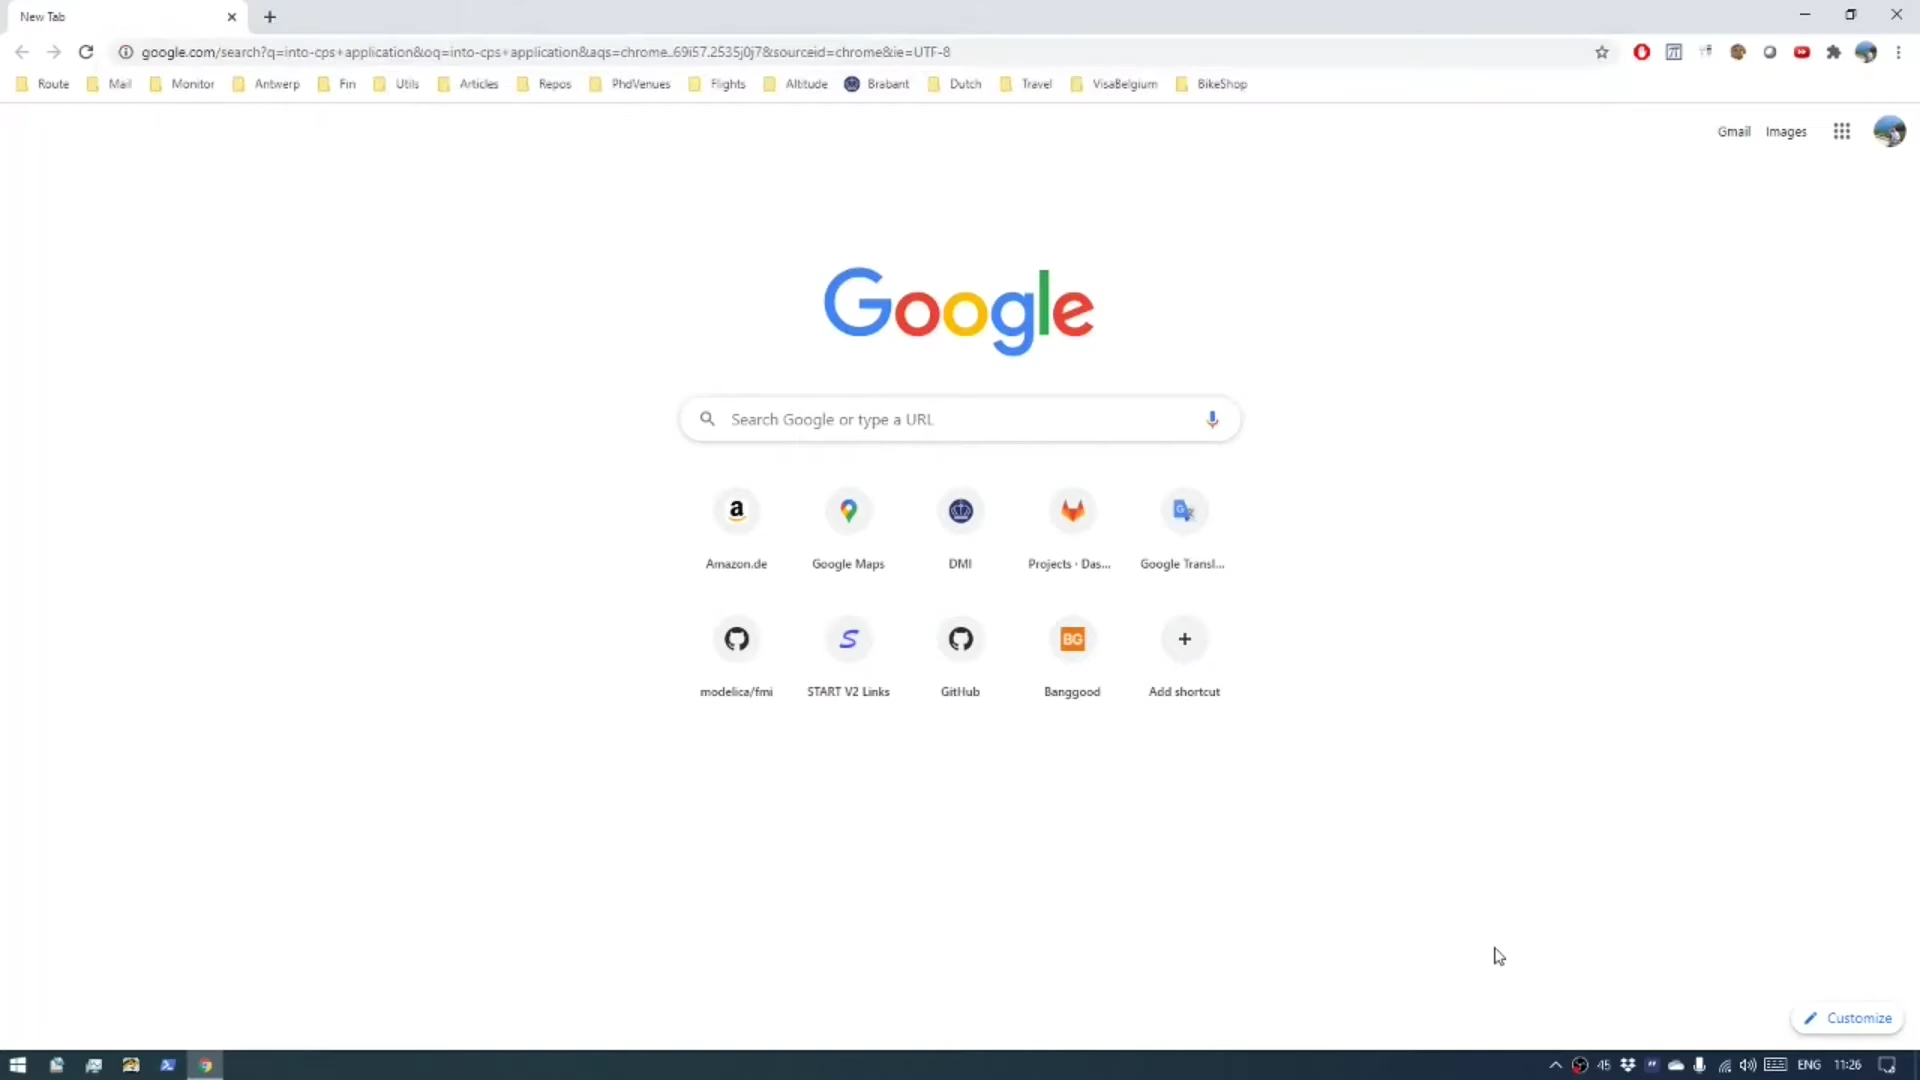 New Tab
google.com/search?q=into-cps+application&oq=into-cps+application&aqs=chrome..69i57.2535j0j7&sourceid=chrome&ie=UTF-8
Route Mail Monitor Antwerp Fin Utils Articles Repos PhdVenues Flights Altitude Brabant Dutch Travel VisaBelgium BikeShop
Gmail Images
Google
Search Google or type a URL
a G
Amazon.de Google Maps DMI Projects · Das... Google Transl...
S BG
modelica/fmi START V2 Links GitHub Banggood Add shortcut
Customize
45 ENG 11:26